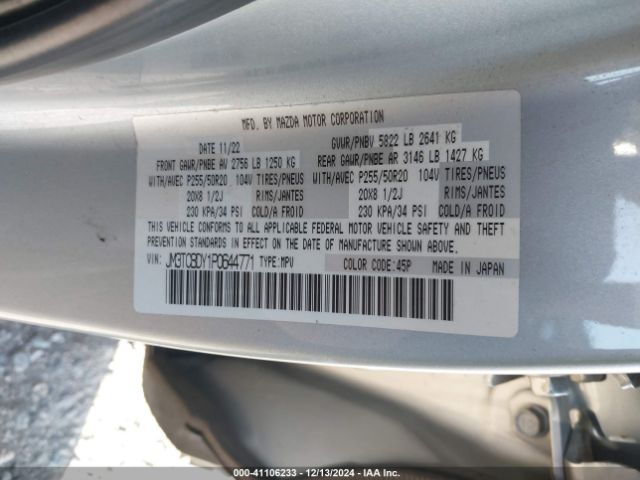 MFD. BY MAZDA MOTOR CORPORATION
DATE 11/22 GVWR/PNBV 5822 LB 2641 KG
FRONT GAWR/PNBE AV 2756 LB 1250 KG REAR GAWR/PNBE AR 3146 LB 1427 KG
WITH/AVEC P255/50R20 104V TIRES/PNEUS WITH/AVEC P255/50R20 104V TIRES/PNEUS
20X8 1/2J RIMS/JANTES 20X8 1/2J RIMS/JANTES
230 KPA/34 PSI COLD/A FROID 230 KPA/34 PSI COLD/A FROID
THIS VEHICLE CONFORMS TO ALL APPLICABLE FEDERAL MOTOR VEHICLE SAFETY AND THEFT
PREVENTION STANDARDS IN EFFECT ON THE DATE OF MANUFACTURE SHOWN ABOVE.
VIN: JM3TCBDY1P0644771 TYPE:MPV COLOR CODE:45P MADE IN JAPAN
000-41106233 - 12/13/2024 - IAA Inc.